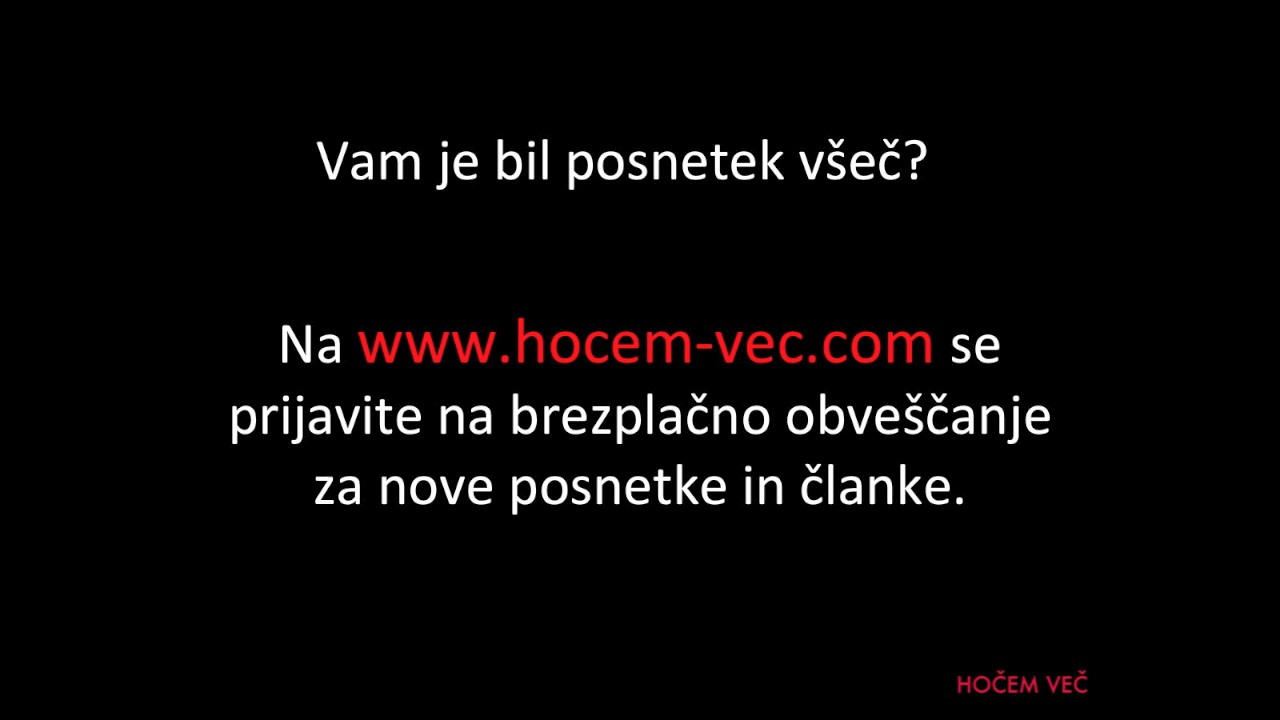 Vam je bil posnetek všeč?
Na www.hocem-vec.com se
prijavite na brezplačno obveščanje
za nove posnetke in članke.
HOČEM VEČ